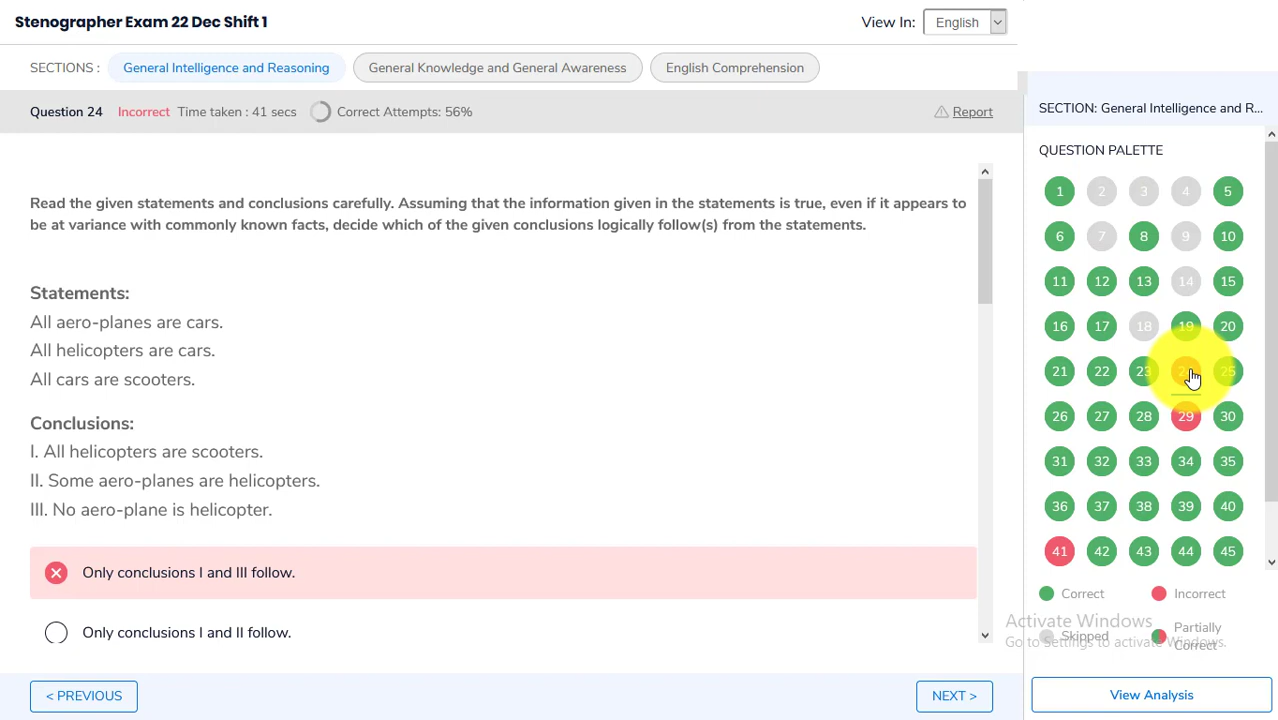 Stenographer Exam 22 Dec Shift 1
View In: English
SECTIONS : General Intelligence and Reasoning General Knowledge and General Awareness English Comprehension
Question 24 Incorrect Time taken : 41 secs Correct Attempts: 56% Report
Read the given statements and conclusions carefully. Assuming that the information given in the statements is true, even if it appears to
be at variance with commonly known facts, decide which of the given conclusions logically follow(s) from the statements.
Statements:
All aero-planes are cars.
All helicopters are cars.
All cars are scooters.
Conclusions:
I. All helicopters are scooters.
II. Some aero-planes are helicopters.
III. No aero-plane is helicopter.
Only conclusions I and III follow.
Only conclusions I and II follow.
< PREVIOUS
NEXT >
SECTION: General Intelligence and R...
QUESTION PALETTE
1 2 3 4 5
6 7 8 9 10
11 12 13 14 15
16 17 18 19 20
21 22 23 25
26 27 28 29 30
31 32 33 34 35
36 37 38 39 40
41 42 43 44 45
Correct Incorrect
Skipped Partially
Correct
Activate Windows
Go to Settings to activate Windows.
View Analysis